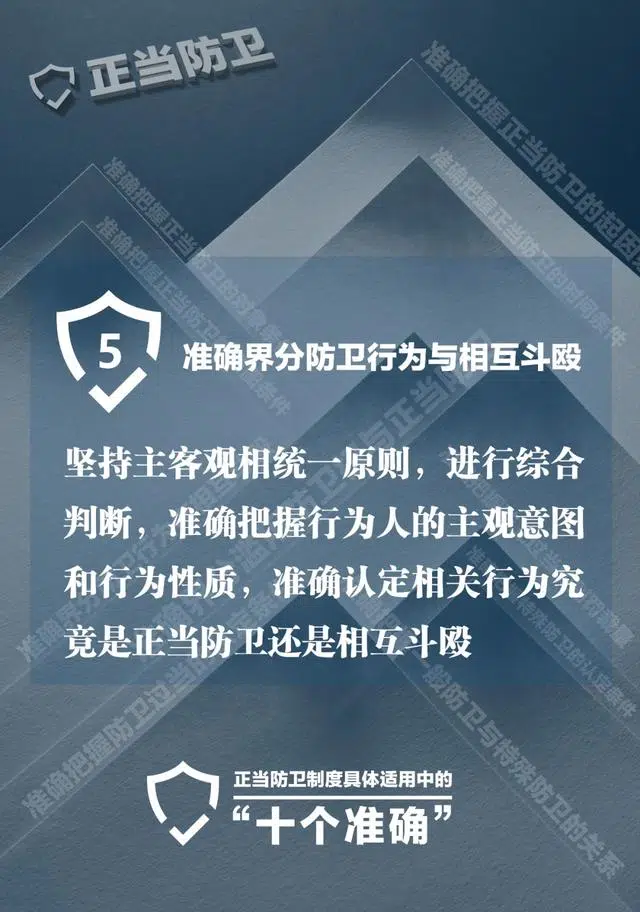 正当防卫
准确把握正当防卫的起因条
准确把握正当防卫的时间条件
准确把握正当防卫的对象条件
5
准确界分防卫行为与相互斗殴
坚持主客观相统一原则，进行综合
判断，准确把握行为人的主观意图
和行为性质，准确认定相关行为究
竟是正当防卫还是相互斗殴
准确把握防卫过当
般防卫与特殊防卫的关系
正当防卫制度具体适用中的
“十个准确”